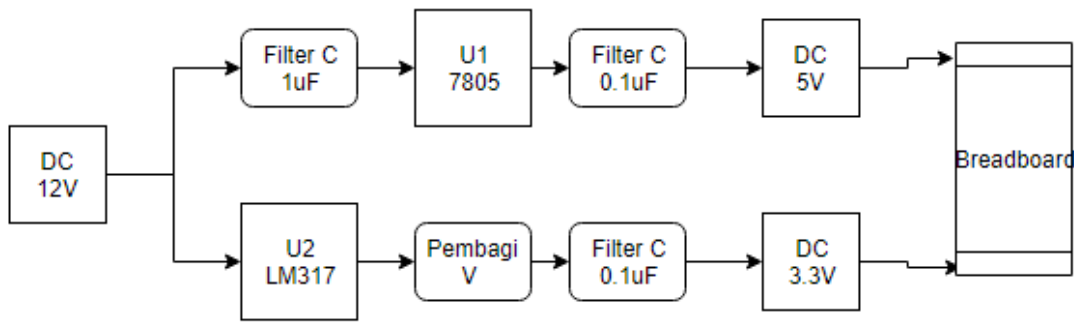 DC
12V
Filter C
1uF
U1
7805
Filter C
0.1uF
DC
5V
U2
LM317
Pembagi
V
Filter C
0.1uF
DC
3.3V
Breadboard